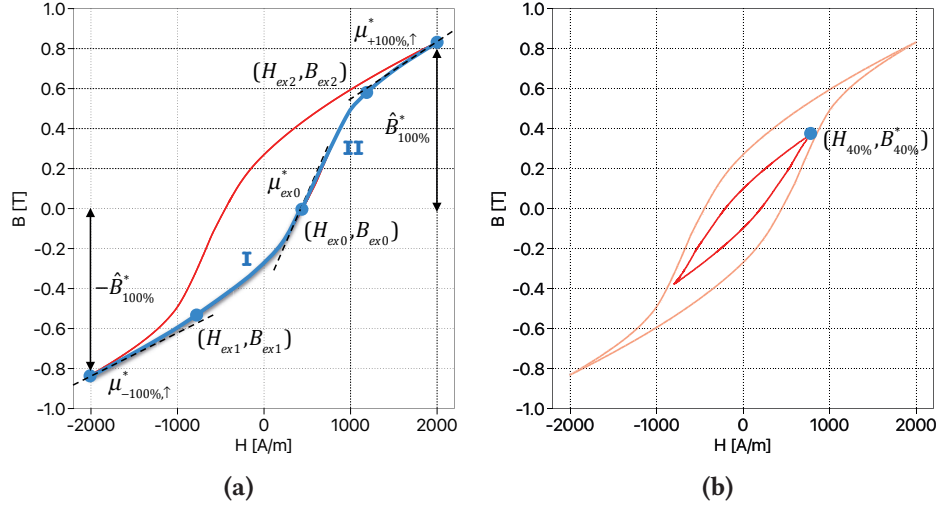 1.0
0.8
0.6
0.4
0.2
0.0
-0.2
-0.4
-0.6
-0.8
-1.0
B [T]
-2000 -1000 0 1000 2000
H [A/m]
μ*+100%,↑
(Hex2,Bex2)
B̂*100%
II
μ*ex0
(Hex0,Bex0)
I
−B̂*100%
(Hex1,Bex1)
μ*−100%,↑
(a)
1.0
0.8
0.6
0.4
0.2
0.0
-0.2
-0.4
-0.6
-0.8
-1.0
B [T]
-2000 -1000 0 1000 2000
H [A/m]
(H40%,B*40%)
(b)